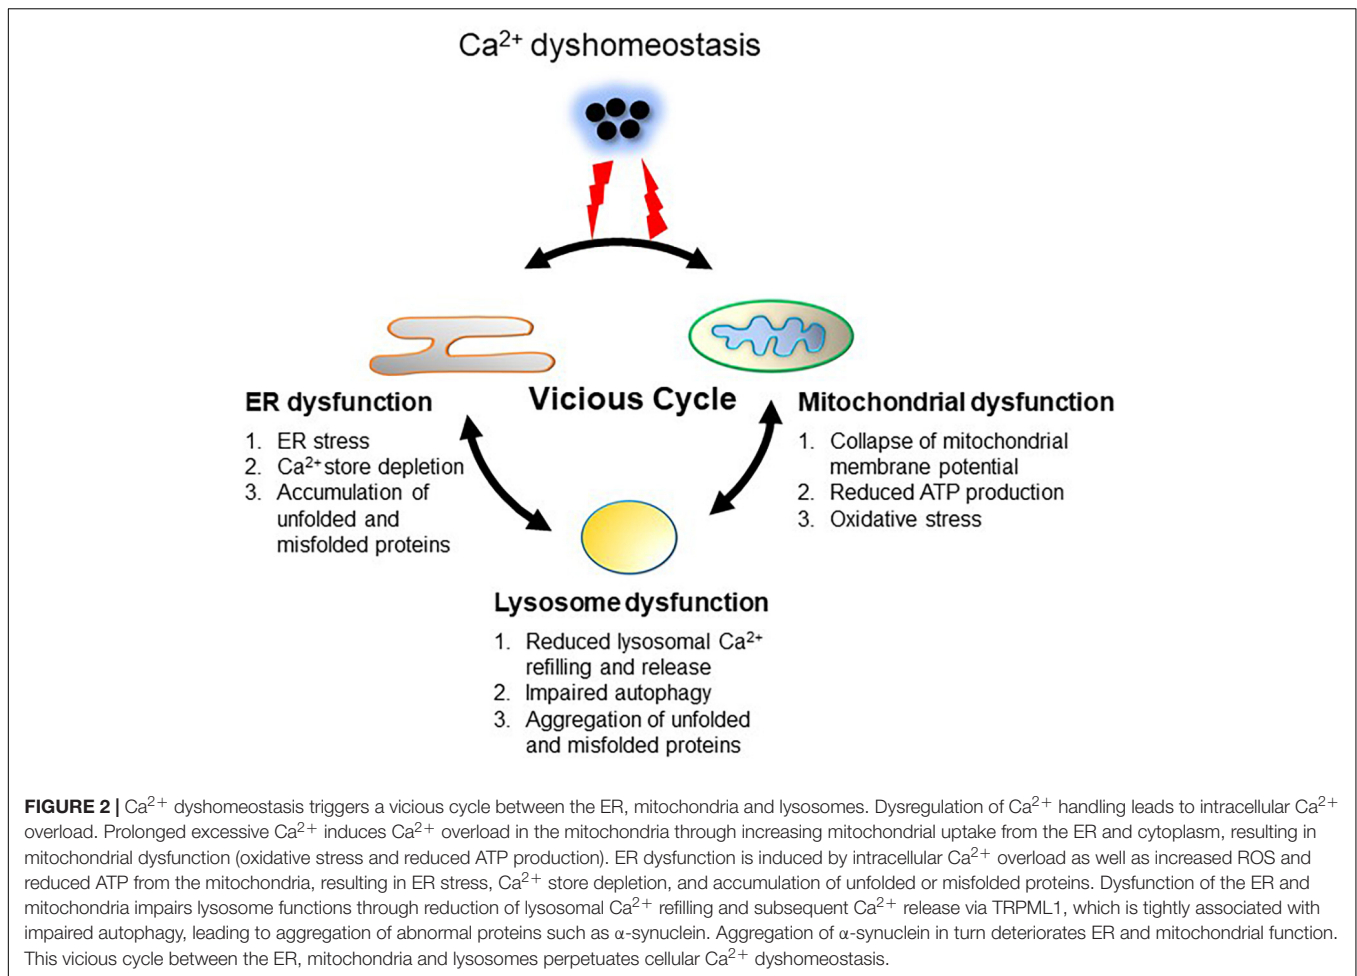 Ca²⁺ dyshomeostasis
Vicious Cycle
ER dysfunction
1. ER stress
2. Ca²⁺ store depletion
3. Accumulation of
unfolded and
misfolded proteins
Mitochondrial dysfunction
1. Collapse of mitochondrial
membrane potential
2. Reduced ATP production
3. Oxidative stress
Lysosome dysfunction
1. Reduced lysosomal Ca²⁺
refilling and release
2. Impaired autophagy
3. Aggregation of unfolded
and misfolded proteins
FIGURE 2 | Ca²⁺ dyshomeostasis triggers a vicious cycle between the ER, mitochondria and lysosomes. Dysregulation of Ca²⁺ handling leads to intracellular Ca²⁺
overload. Prolonged excessive Ca²⁺ induces Ca²⁺ overload in the mitochondria through increasing mitochondrial uptake from the ER and cytoplasm, resulting in
mitochondrial dysfunction (oxidative stress and reduced ATP production). ER dysfunction is induced by intracellular Ca²⁺ overload as well as increased ROS and
reduced ATP from the mitochondria, resulting in ER stress, Ca²⁺ store depletion, and accumulation of unfolded or misfolded proteins. Dysfunction of the ER and
mitochondria impairs lysosome functions through reduction of lysosomal Ca²⁺ refilling and subsequent Ca²⁺ release via TRPML1, which is tightly associated with
impaired autophagy, leading to aggregation of abnormal proteins such as α-synuclein. Aggregation of α-synuclein in turn deteriorates ER and mitochondrial function.
This vicious cycle between the ER, mitochondria and lysosomes perpetuates cellular Ca²⁺ dyshomeostasis.